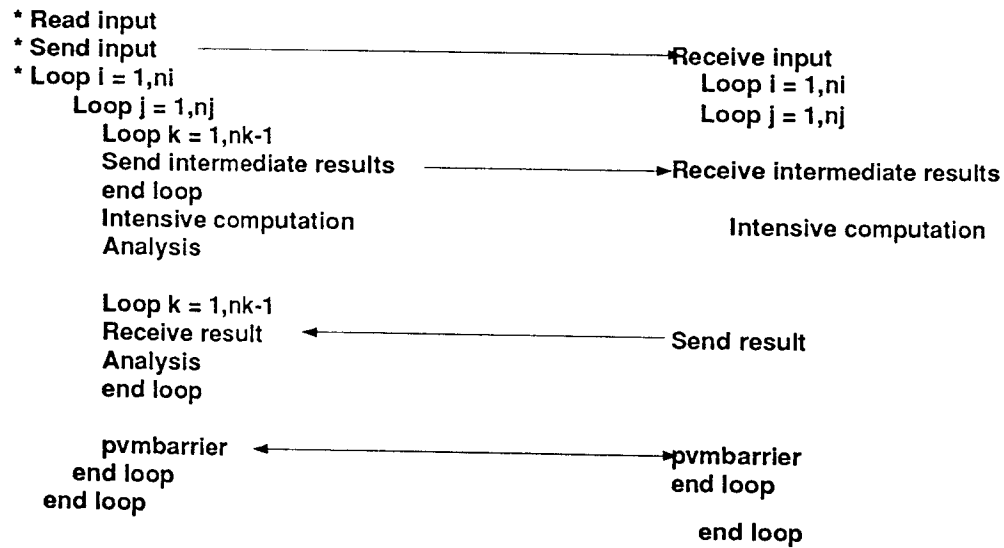 * Read input
* Send input
* Loop i = 1,ni
Loop j = 1,nj
Loop k = 1,nk-1
Send intermediate results
end loop
Intensive computation
Analysis
Loop k = 1,nk-1
Receive result
Analysis
end loop
pvmbarrier
end loop
end loop
Receive input
Loop i = 1,ni
Loop j = 1,nj
Receive intermediate results
Intensive computation
Send result
pvmbarrier
end loop
end loop